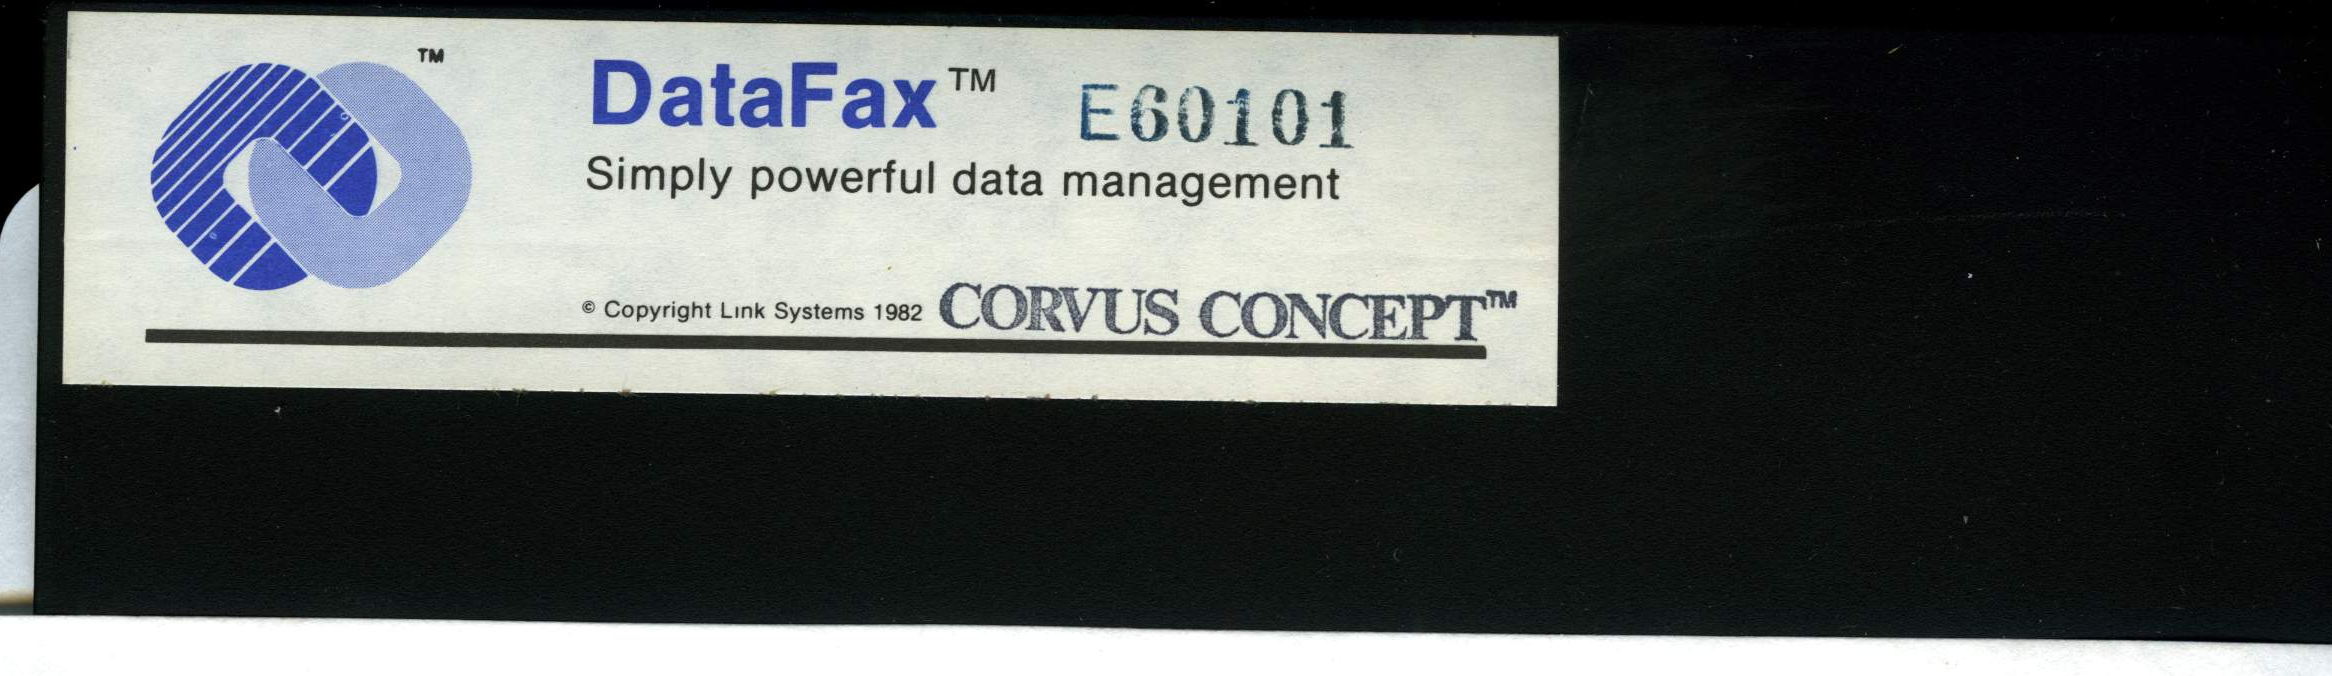 TM
DataFax™ E60101
Simply powerful data management
© Copyright Link Systems 1982 CORVUS CONCEPT™